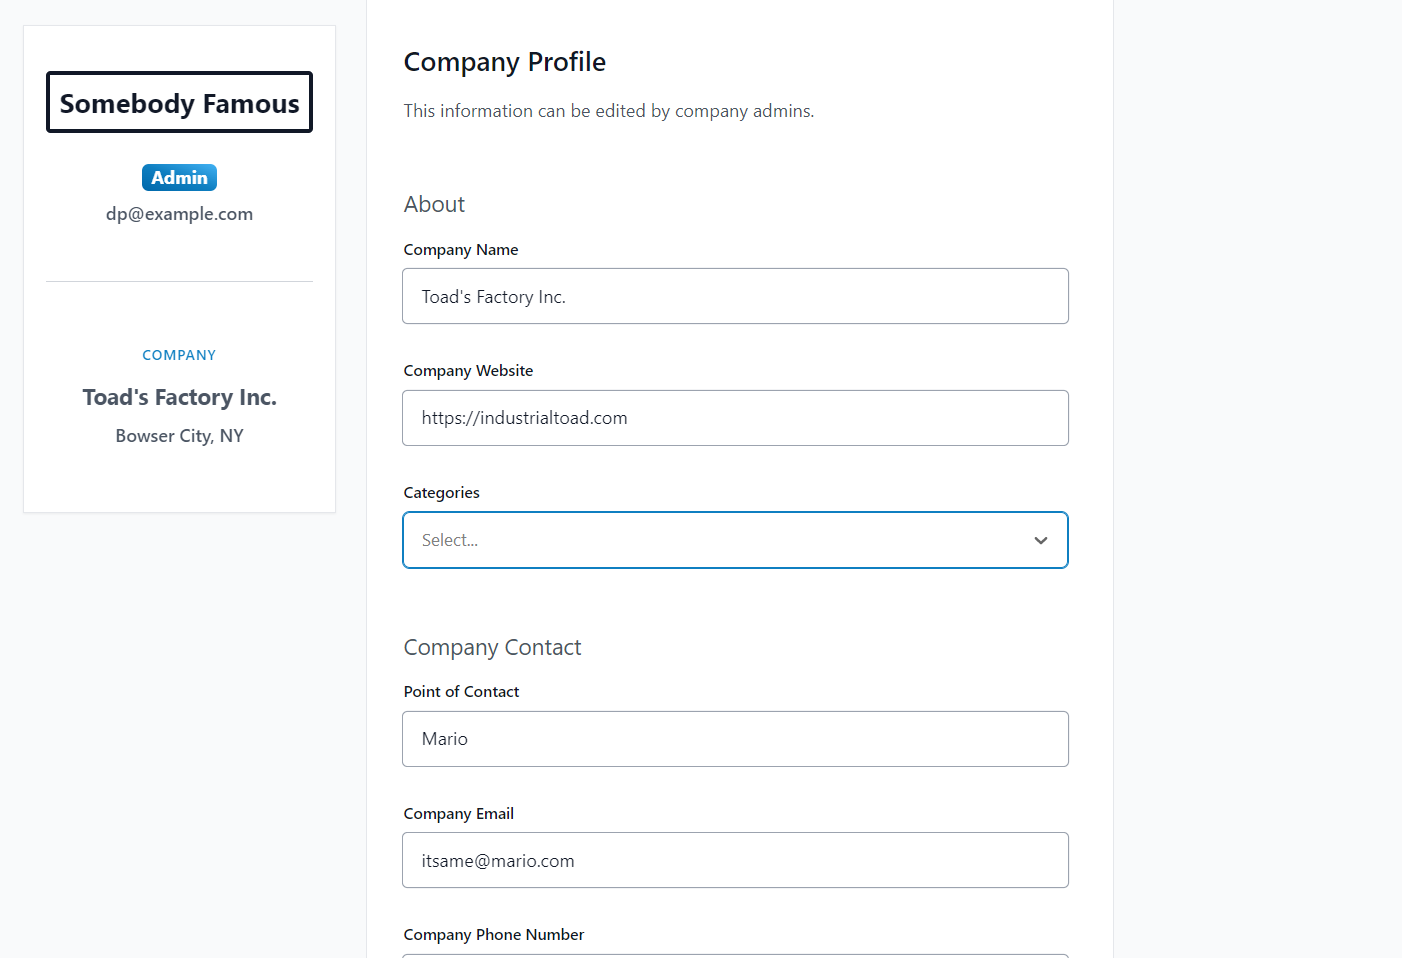 Somebody Famous
Admin
dp@example.com
COMPANY
Toad's Factory Inc.
Bowser City, NY
Company Profile
This information can be edited by company admins.
About
Company Name
Toad's Factory Inc.
Company Website
https://industrialtoad.com
Categories
Select...
Company Contact
Point of Contact
Mario
Company Email
itsame@mario.com
Company Phone Number